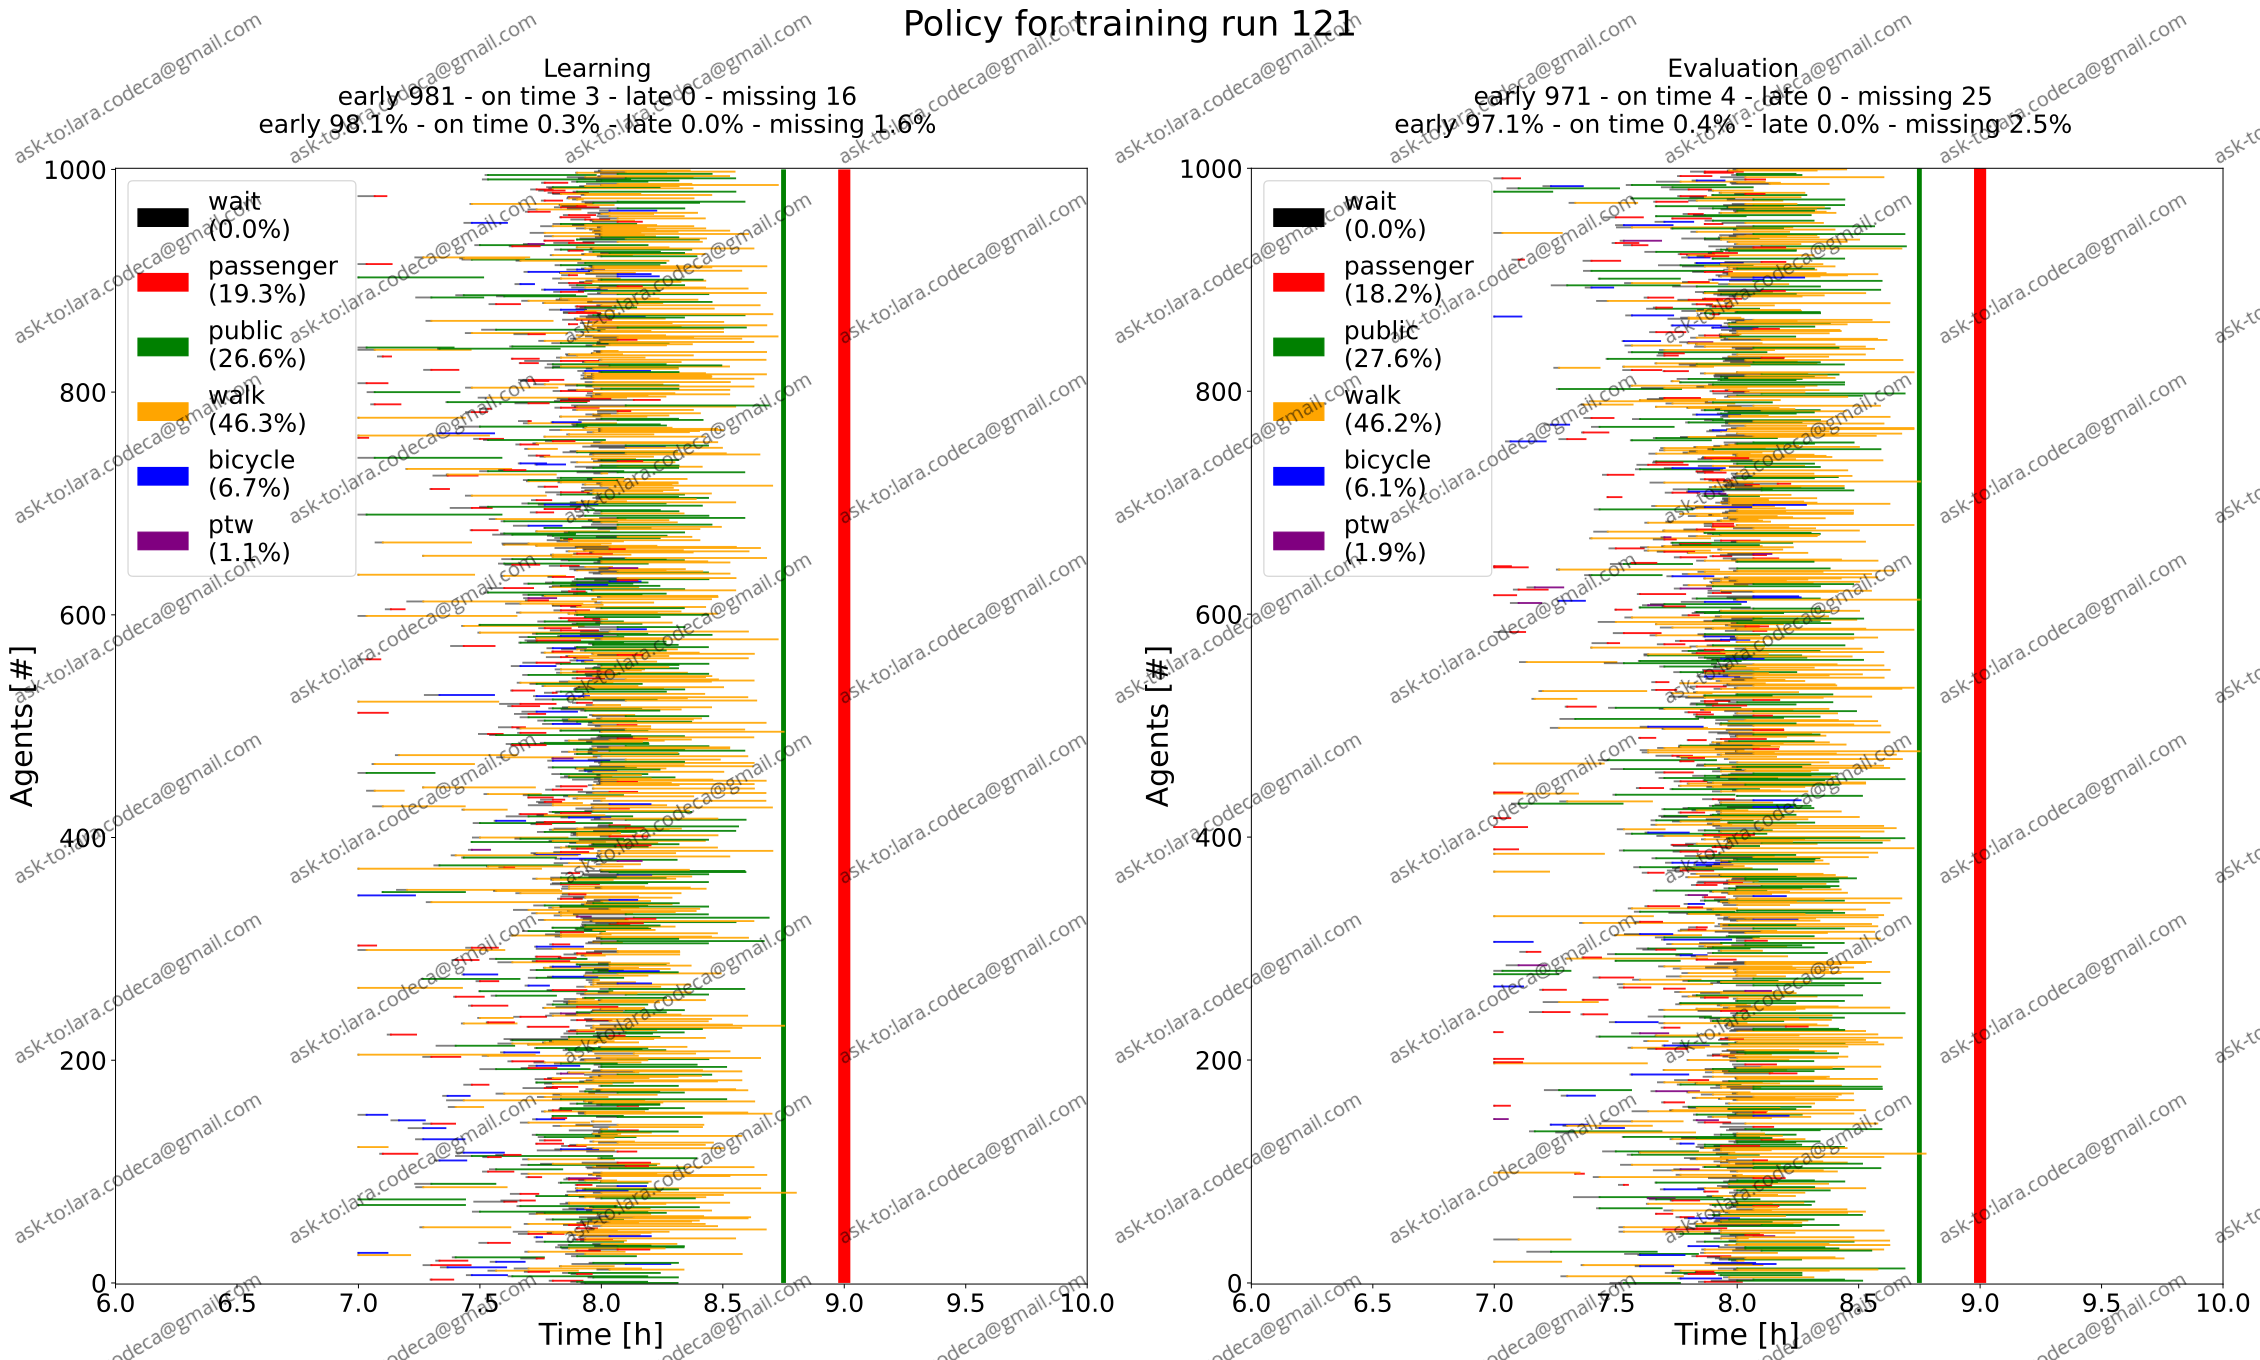 Policy for training run 121
Learning
early 981 - on time 3 - late 0 - missing 16
early 98.1% - on time 0.3% - late 0.0% - missing 1.6%
1000
800
600
400
200
0
Agents [#]
wait
(0.0%)
passenger
(19.3%)
public
(26.6%)
walk
(46.3%)
bicycle
(6.7%)
ptw
(1.1%)
6.0 6.5 7.0 7.5 8.0 8.5 9.0 9.5 10.0
Time [h]
Evaluation
early 971 - on time 4 - late 0 - missing 25
early 97.1% - on time 0.4% - late 0.0% - missing 2.5%
1000
800
600
400
200
0
Agents [#]
wait
(0.0%)
passenger
(18.2%)
public
(27.6%)
walk
(46.2%)
bicycle
(6.1%)
ptw
(1.9%)
6.0 6.5 7.0 7.5 8.0 8.5 9.0 9.5 10.0
Time [h]
ask-to:lara.codeca@gmail.com